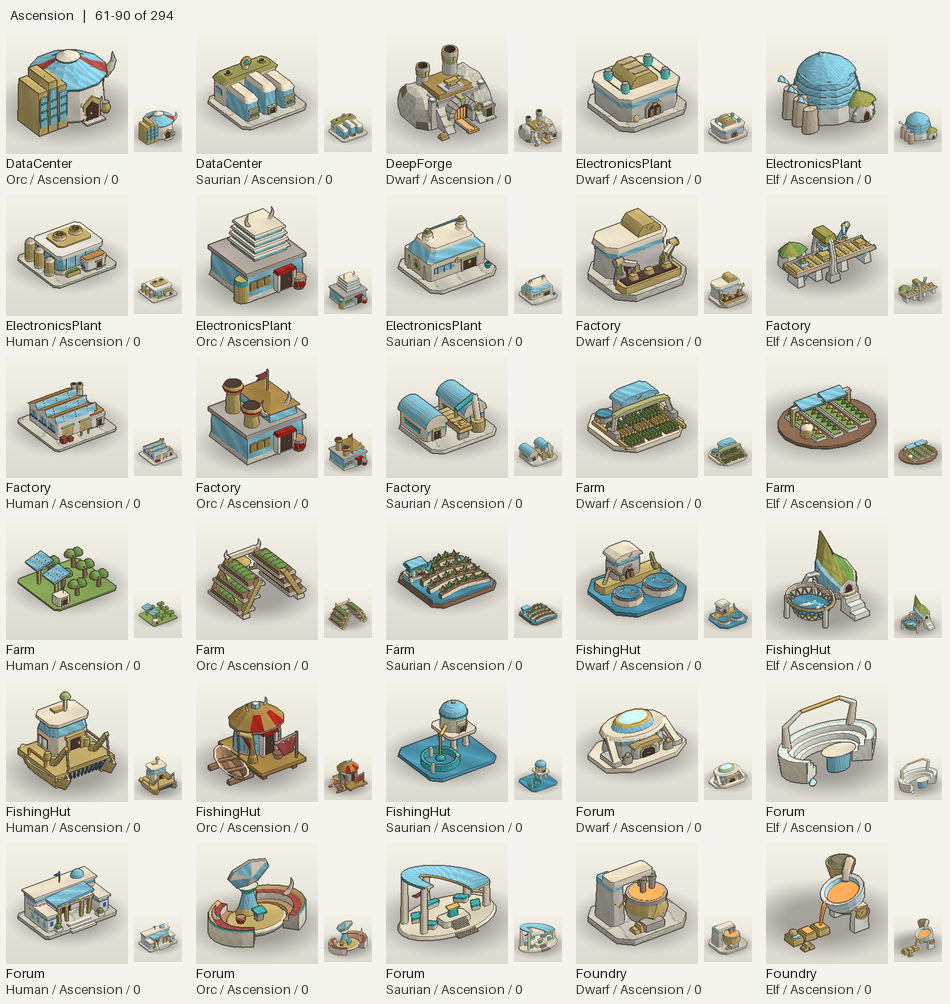 Ascension | 61-90 of 294
DataCenter
Orc / Ascension / 0
DataCenter
Saurian / Ascension / 0
DeepForge
Dwarf / Ascension / 0
ElectronicsPlant
Dwarf / Ascension / 0
ElectronicsPlant
Elf / Ascension / 0
ElectronicsPlant
Human / Ascension / 0
ElectronicsPlant
Orc / Ascension / 0
ElectronicsPlant
Saurian / Ascension / 0
Factory
Dwarf / Ascension / 0
Factory
Elf / Ascension / 0
Factory
Human / Ascension / 0
Factory
Orc / Ascension / 0
Factory
Saurian / Ascension / 0
Farm
Dwarf / Ascension / 0
Farm
Elf / Ascension / 0
Farm
Human / Ascension / 0
Farm
Orc / Ascension / 0
Farm
Saurian / Ascension / 0
FishingHut
Dwarf / Ascension / 0
FishingHut
Elf / Ascension / 0
FishingHut
Human / Ascension / 0
FishingHut
Orc / Ascension / 0
FishingHut
Saurian / Ascension / 0
Forum
Dwarf / Ascension / 0
Forum
Elf / Ascension / 0
Forum
Human / Ascension / 0
Forum
Orc / Ascension / 0
Forum
Saurian / Ascension / 0
Foundry
Dwarf / Ascension / 0
Foundry
Elf / Ascension / 0